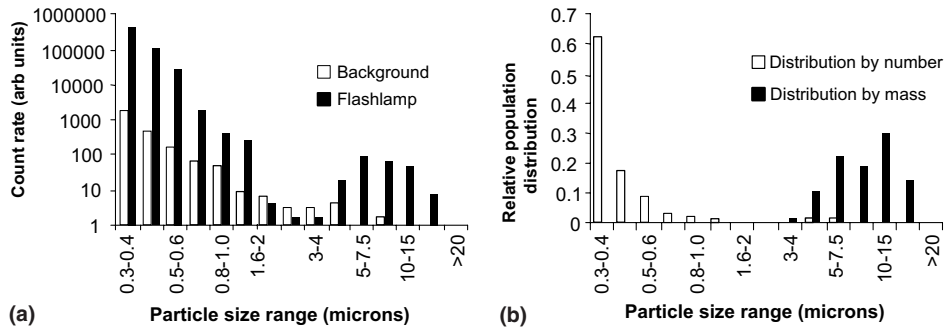 Count rate (arb units)
1000000
100000
10000
1000
100
10
1
Background
Flashlamp
0.3-0.4
0.5-0.6
0.8-1.0
1.6-2
3-4
5-7.5
10-15
>20
(a)
Particle size range (microns)
Relative population
distribution
0.7
0.6
0.5
0.4
0.3
0.2
0.1
0
Distribution by number
Distribution by mass
0.3-0.4
0.5-0.6
0.8-1.0
1.6-2
3-4
5-7.5
10-15
>20
(b)
Particle size range (microns)